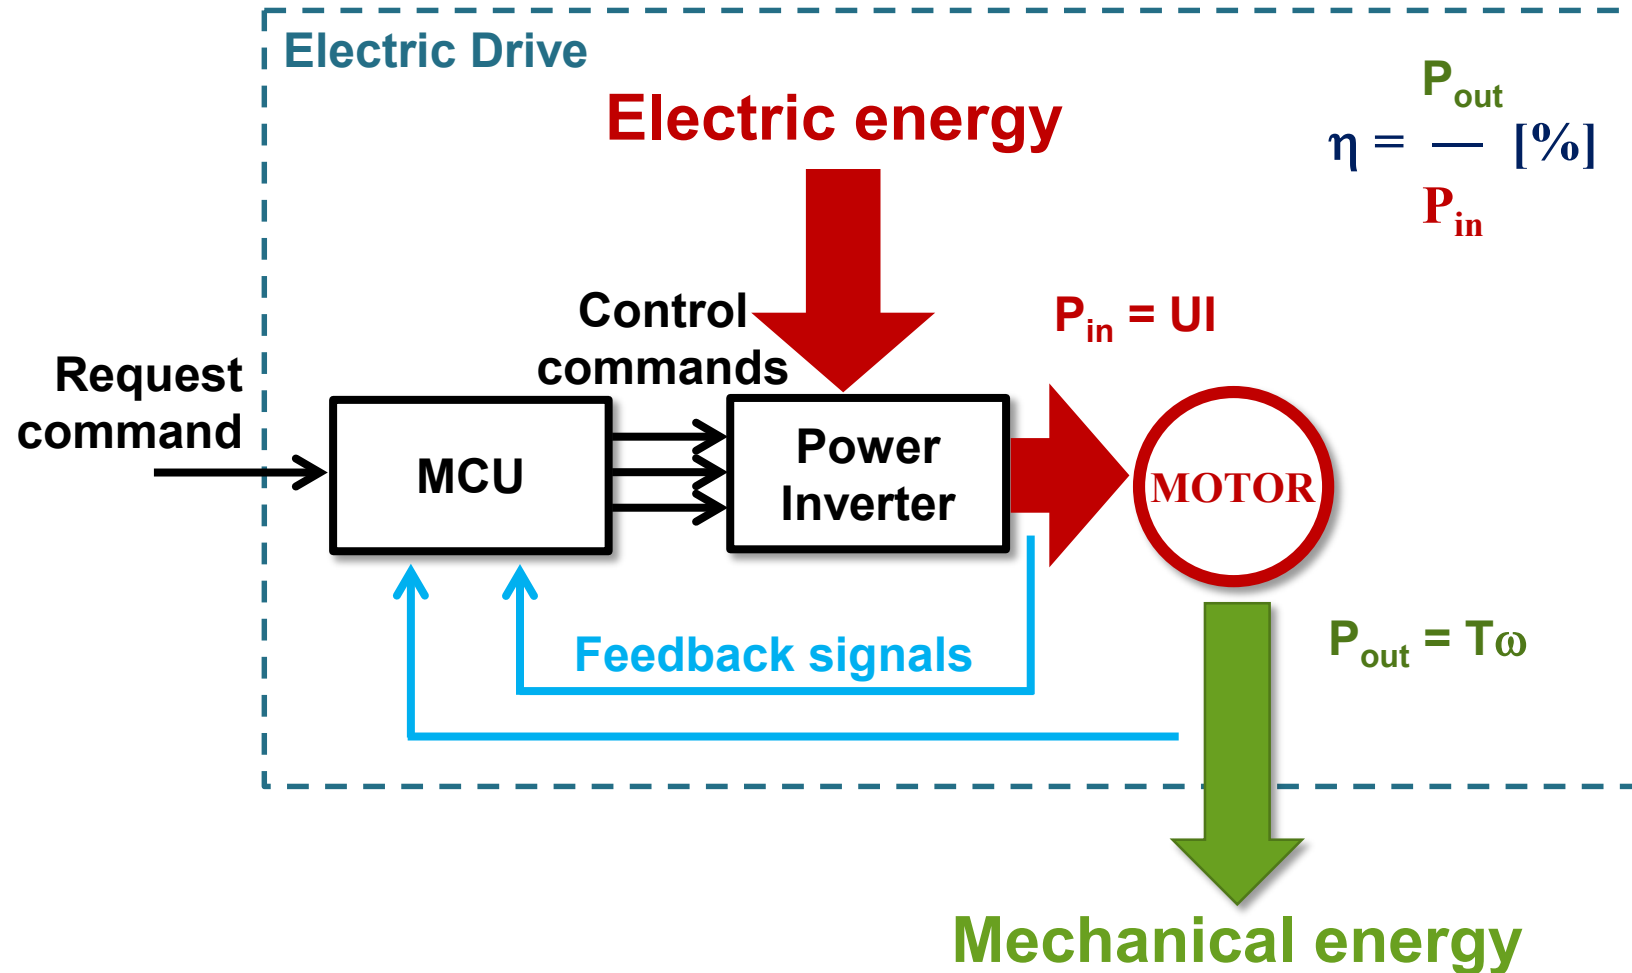 Electric Drive
Electric energy
P_out
η = — [%]
P_in
Control
commands
P_in = UI
Request
command
MCU
Power
Inverter
MOTOR
Feedback signals
P_out = Tω
Mechanical energy